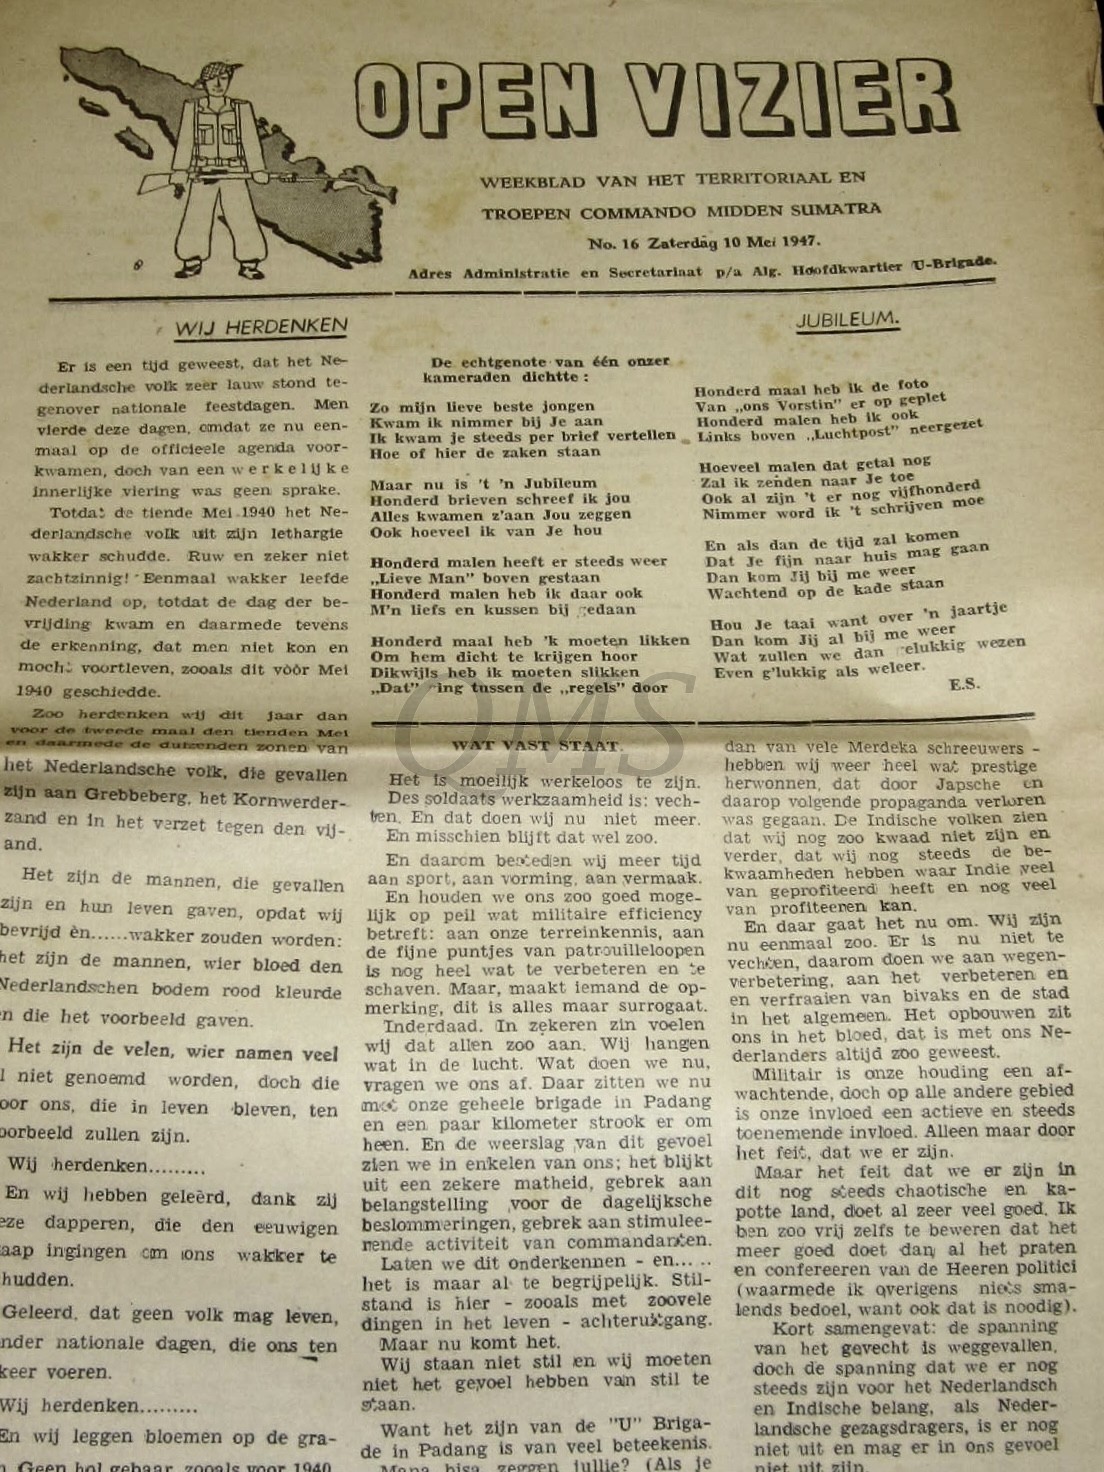 OPEN VIZIER
WEEKBLAD VAN HET TERRITORIAAL EN
TROEPEN COMMANDO MIDDEN SUMATRA
No. 16 Zaterdag 10 Mei 1947.
Adres Administratie en Secretariaat p/a Alg. Hoofdkwartier U-Brigade.
WIJ HERDENKEN
Er is een tijd geweest, dat het Ne-
derlandsche volk zeer lauw stond te-
genover nationale feestdagen. Men
vierde deze dagen, omdat ze nu een-
maal op de officieele agenda voor-
kwamen, doch van een werkelijke
innerlijke viering was geen sprake.
Totdat de tiende Mei 1940 het Ne-
derlandsche volk uit zijn lethargie
wakker schudde. Ruw en zeker niet
zachtzinnig! Eenmaal wakker leefde
Nederland op, totdat de dag der be-
vrijding kwam en daarmede tevens
de erkenning, dat men niet kon en
mocht voortleven, zooals dit vòòr Mei
1940 geschiedde.
Zoo herdenken wij dit jaar dan
voor de tweede maal den tienden Mei
en daarmede de duizenden zonen van
het Nederlandsche volk, die gevallen
zijn aan Grebbeberg, het Kornwerder-
zand en in het verzet tegen den vij-
and.
Het zijn de mannen, die gevallen
zijn en hun leven gaven, opdat wij
bevrijd èn......wakker zouden worden:
het zijn de mannen, wier bloed den
Nederlandschen bodem rood kleurde
n die het voorbeeld gaven.
Het zijn de velen, wier namen veel
l niet genoemd worden, doch die
oor ons, die in leven bleven, ten
oorbeeld zullen zijn.
Wij herdenken.........
En wij hebben geleèrd, dank zij
eze dapperen, die den eeuwigen
aap ingingen om ons wakker te
hudden.
Geleerd, dat geen volk mag leven,
nder nationale dagen, die ons ten
keer voeren.
Wij herdenken.........
En wij leggen bloemen op de gra-
Geen hol gebaar, zooals voor 1940
De echtgenote van één onzer
kameraden dichtte :
Zo mijn lieve beste jongen
Kwam ik nimmer bij Je aan
Ik kwam je steeds per brief vertellen
Hoe of hier de zaken staan
Maar nu is 't 'n Jubileum
Honderd brieven schreef ik jou
Alles kwamen z'aan Jou zeggen
Ook hoeveel ik van Je hou
Honderd malen heeft er steeds weer
„Lieve Man” boven gestaan
Honderd malen heb ik daar ook
M'n liefs en kussen bij gedaan
Honderd maal heb 'k moeten likken
Om hem dicht te krijgen hoor
Dikwijls heb ik moeten slikken
„Dat” ging tussen de „regels” door
JUBILEUM.
Honderd maal heb ik de foto
Van „ons Vorstin” er op geplet
Honderd malen heb ik ook
Links boven „Luchtpost” neergezet
Hoeveel malen dat getal nog
Zal ik zenden naar Je toe
Ook al zijn 't er nog vijfhonderd
Nimmer word ik 't schrijven moe
En als dan de tijd zal komen
Dat Je fijn naar huis mag gaan
Dan kom Jij bij me weer
Wachtend op de kade staan
Hou Je taai want over 'n jaartje
Dan kom Jij al bij me weer
Wat zullen we dan gelukkig wezen
Even g'lukkig als weleer.
E.S.
WAT VAST STAAT.
Het is moeilijk werkeloos te zijn.
Des soldaats werkzaamheid is: vech-
ten. En dat doen wij nu niet meer.
En misschien blijft dat wel zoo.
En daarom besteden wij meer tijd
aan sport, aan vorming, aan vermaak.
En houden we ons zoo goed moge-
lijk op peil wat militaire efficiency
betreft: aan onze terreinkennis, aan
de fijne puntjes van patrouilleloopen
is nog heel wat te verbeteren en te
schaven. Maar, maakt iemand de op-
merking, dit is alles maar surrogaat.
Inderdaad. In zekeren zin voelen
wij dat allen zoo aan. Wij hangen
wat in de lucht. Wat doen we nu,
vragen we ons af. Daar zitten we nu
met onze geheele brigade in Padang
en een paar kilometer strook er om
heen. En de weerslag van dit gevoel
zien we in enkelen van ons; het blijkt
uit een zekere matheid, gebrek aan
belangstelling voor de dagelijksche
beslommeringen, gebrek aan stimulee-
rende activiteit van commandanten.
Laten we dit onderkennen - en.....
het is maar al te begrijpelijk. Stil-
stand is hier - zooals met zoovele
dingen in het leven - achteruitgang.
Maar nu komt het.
Wij staan niet stil en wij moeten
niet het gevoel hebben van stil te
staan.
Want het zijn van de "U" Briga-
de in Padang is van veel beteekenis.
Mana bisa zeggen jullie? (Als je
dan van vele Merdeka schreeuwers -
hebben wij weer heel wat prestige
herwonnen, dat door Japsche en
daarop volgende propaganda verloren
was gegaan. De Indische volken zien
dat wij nog zoo kwaad niet zijn en
verder, dat wij nog steeds de be-
kwaamheden hebben waar Indie veel
van geprofiteerd heeft en nog veel
van profiteeren kan.
En daar gaat het nu om. Wij zijn
nu eenmaal zoo. Er is nu niet te
vechten, daarom doen we aan wegen-
verbetering, aan het verbeteren en
en verfraaien van bivaks en de stad
in het algemeen. Het opbouwen zit
ons in het bloed, dat is met ons Ne-
derlanders altijd zoo geweest.
Militair is onze houding een af-
wachtende, doch op alle andere gebied
is onze invloed een actieve en steeds
toenemende invloed. Alleen maar door
het feit, dat we er zijn.
Maar het feit dat we er zijn in
dit nog steeds chaotische en ka-
potte land, doet al zeer veel goed. Ik
ben zoo vrij zelfs te beweren dat het
meer goed doet dan al het praten
en confereeren van de Heeren politici
(waarmede ik overigens niets sma-
lends bedoel, want ook dat is noodig).
Kort samengevat: de spanning
van het gevecht is weggevallen,
doch de spanning dat we er nog
steeds zijn voor het Nederlandsch
en Indische belang, als Neder-
landsche gezagsdragers, is er nog
niet uit en mag er in ons gevoel
niet uit zijn.
QMS